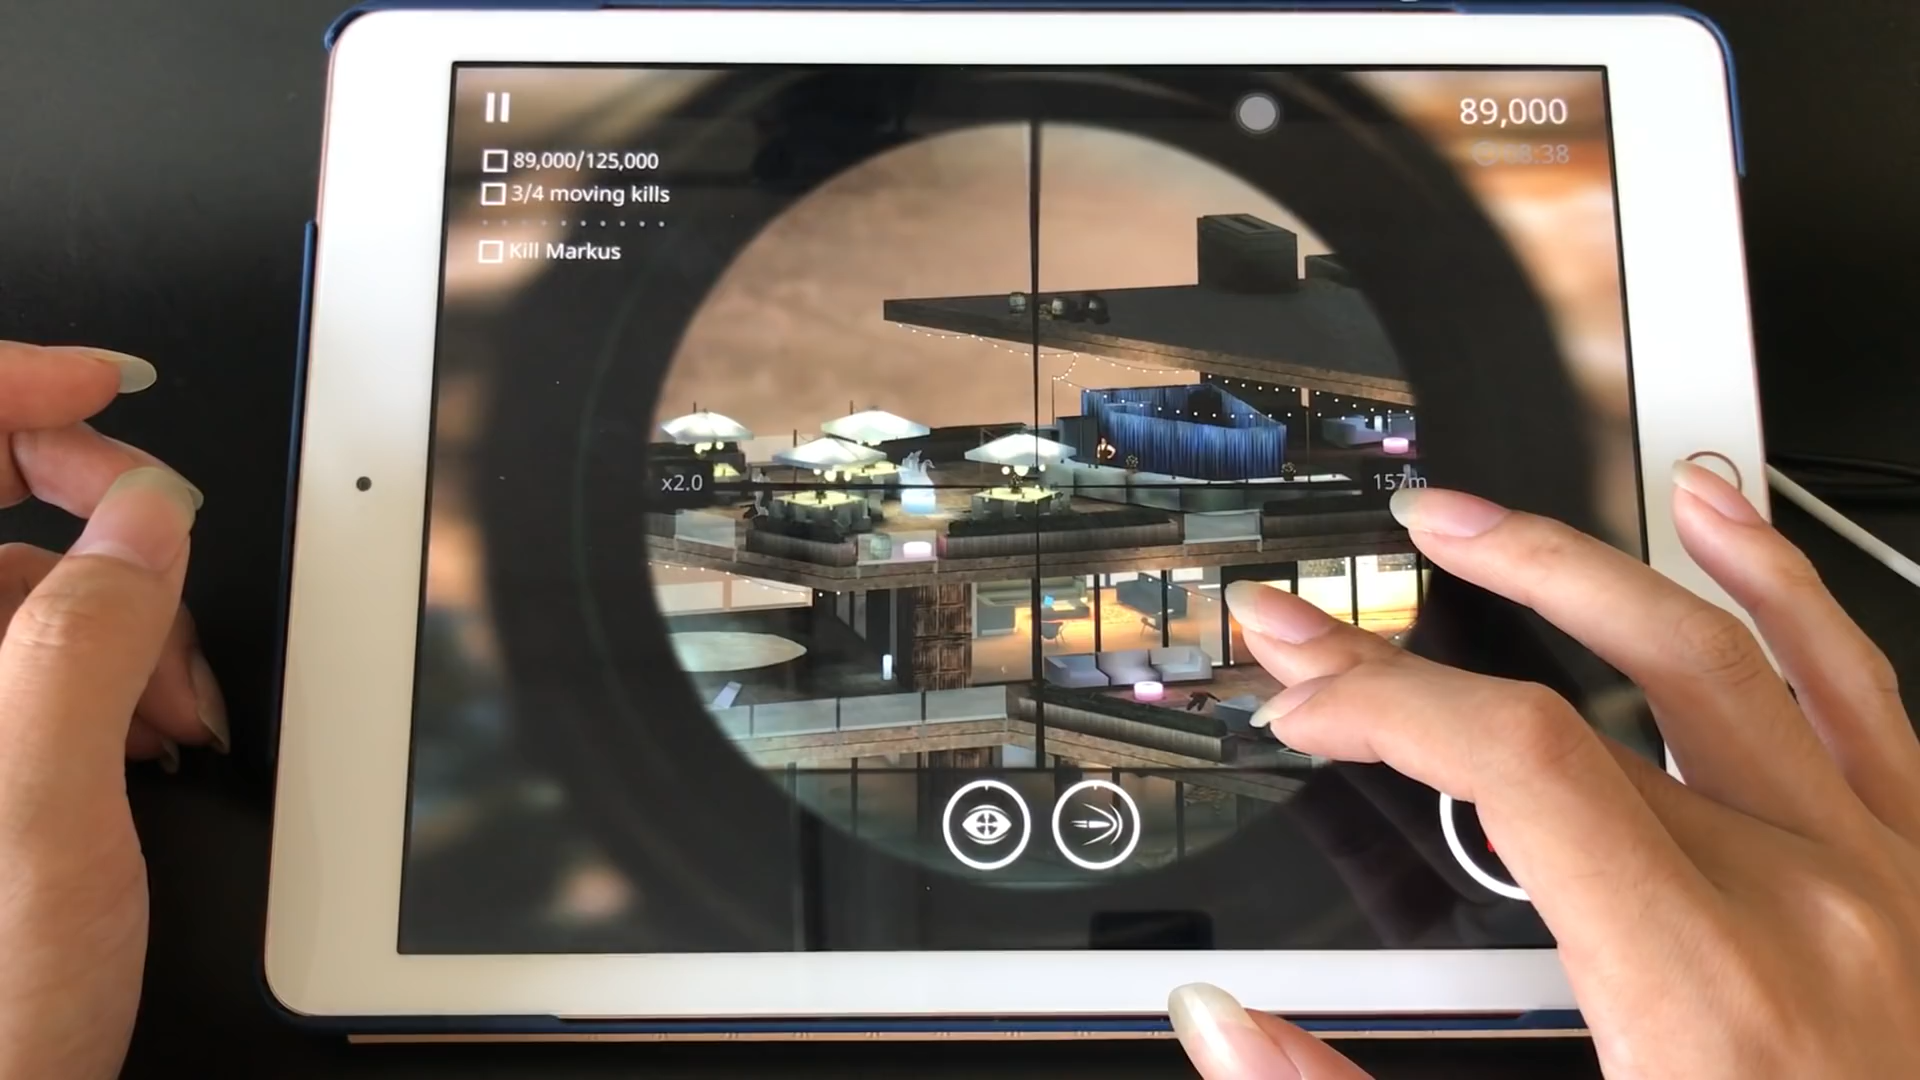 89,000
89,000/125,000
3/4 moving kills
Kill Markus
x2.0
157m